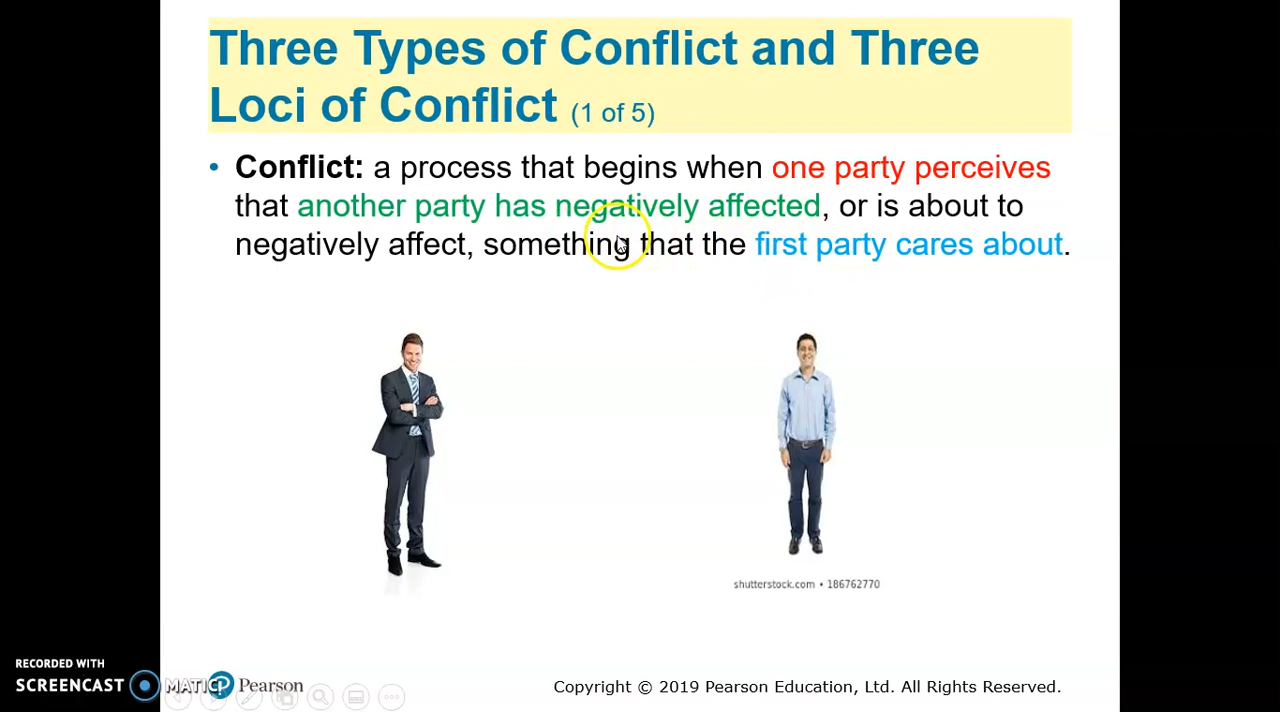 Three Types of Conflict and Three
Loci of Conflict (1 of 5)
• Conflict: a process that begins when one party perceives
that another party has negatively affected, or is about to
negatively affect, something that the first party cares about.
shutterstock.com • 186762770
RECORDED WITH
SCREENCAST MATIC
Pearson
Copyright © 2019 Pearson Education, Ltd. All Rights Reserved.